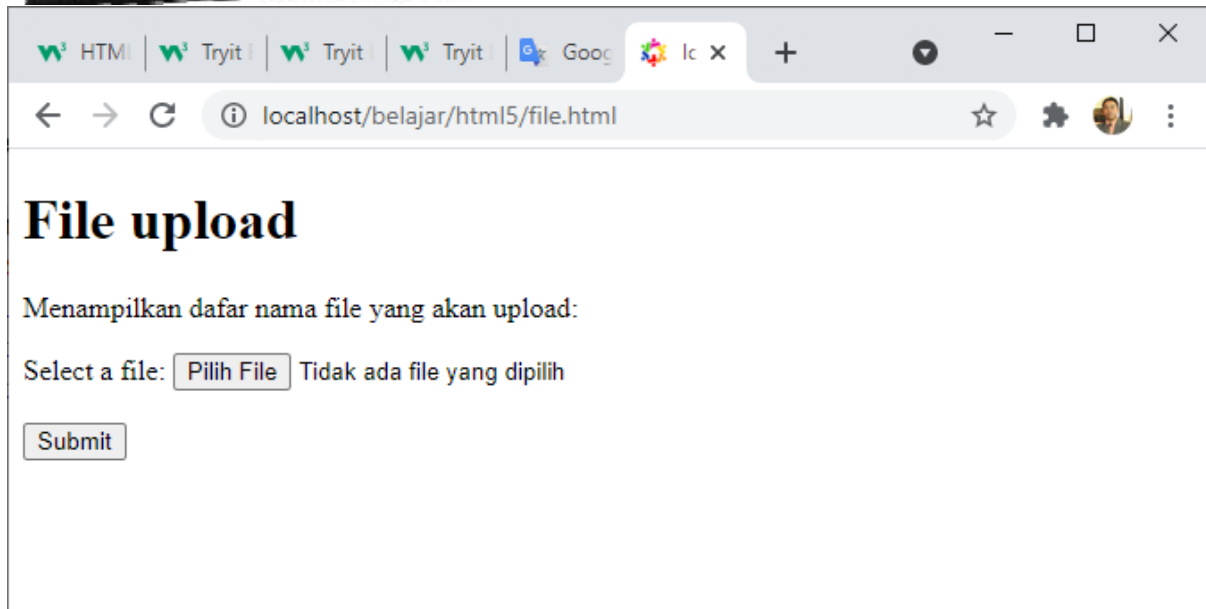 HTML Tryit Tryit Tryit Goog lc
localhost/belajar/html5/file.html
File upload
Menampilkan dafar nama file yang akan upload:
Select a file: Pilih File Tidak ada file yang dipilih
Submit